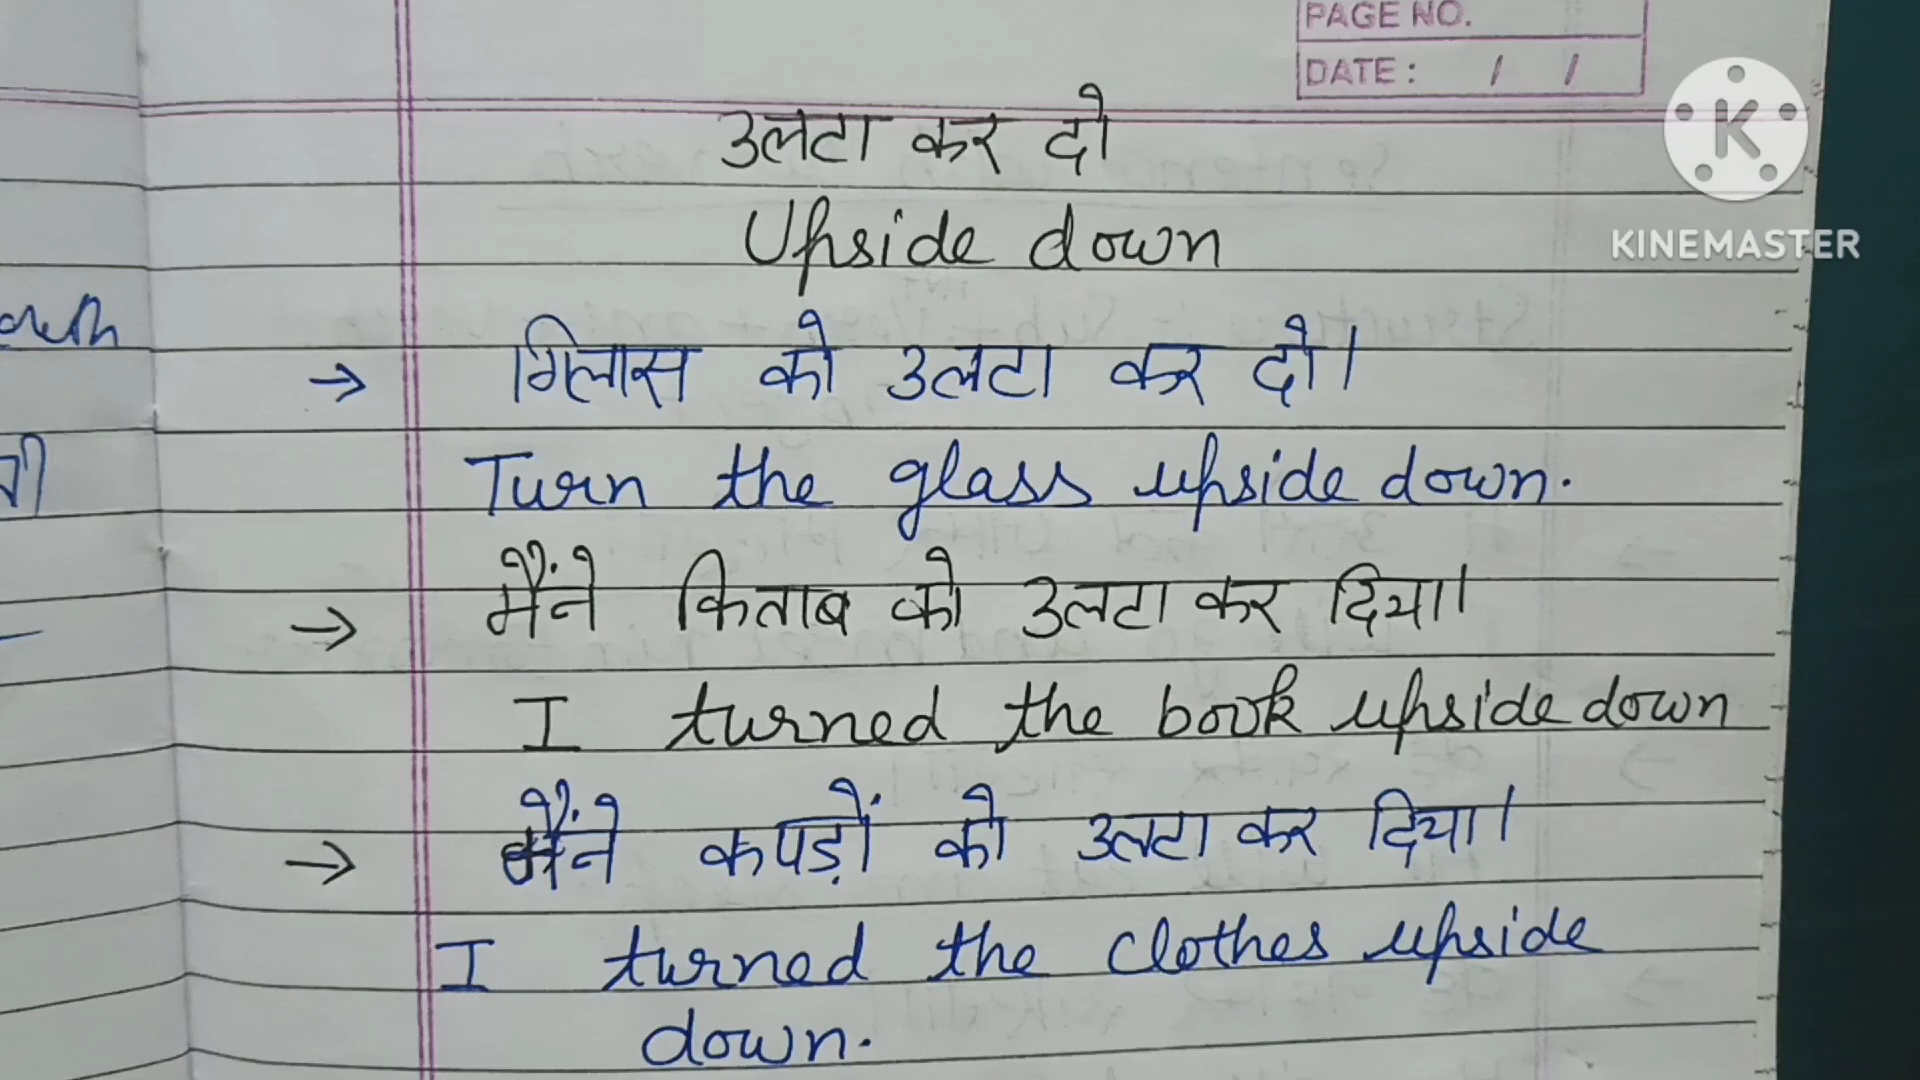 PAGE NO.
DATE : / /
KINEMASTER
उलटा कर दो
Upside down
→ गिलास को उलटा कर दो।
Turn the glass upside down.
→ मैंने किताब को उलटा कर दिया।
I turned the book upside down
→ मैंने कपड़ों को उलटा कर दिया।
I turned the clothes upside
down.